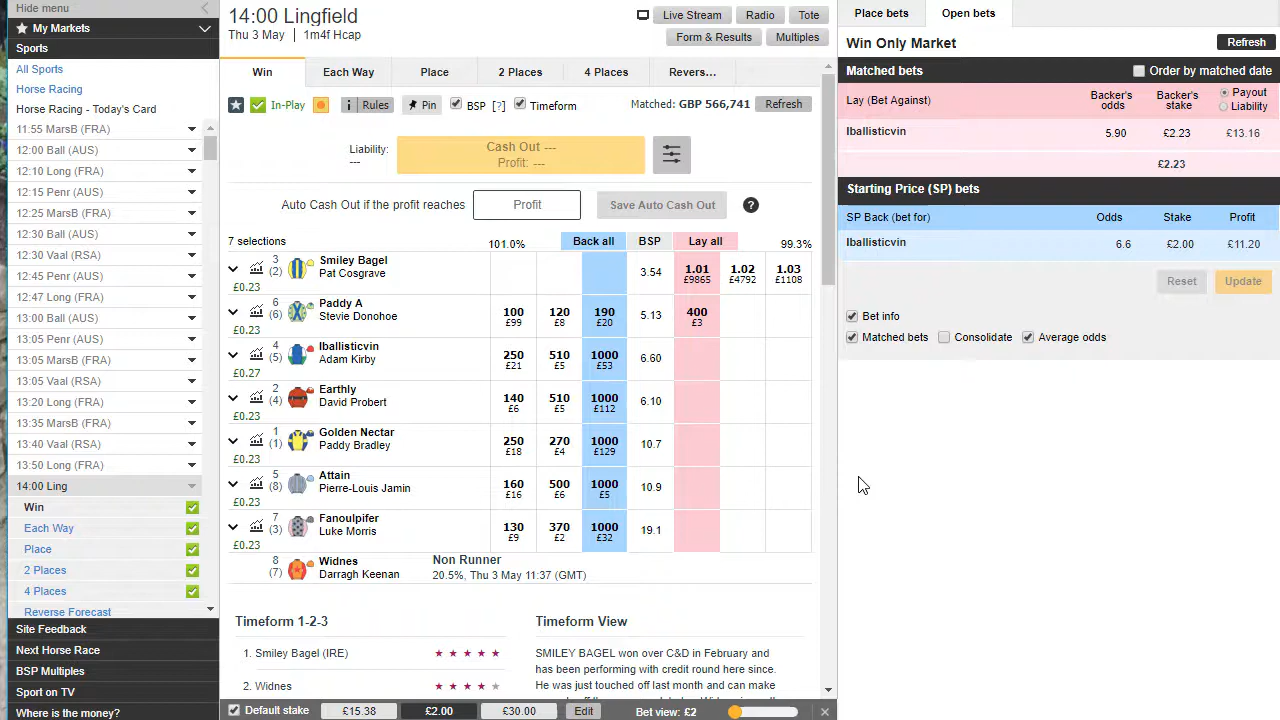 Hide menu
My Markets
Sports
All Sports
Horse Racing
Horse Racing - Today's Card
11:55 MarsB (FRA)
12:00 Ball (AUS)
12:10 Long (FRA)
12:15 Penr (AUS)
12:25 MarsB (FRA)
12:30 Ball (AUS)
12:30 Vaal (RSA)
12:45 Penr (AUS)
12:47 Long (FRA)
13:00 Ball (AUS)
13:05 Penr (AUS)
13:05 MarsB (FRA)
13:05 Vaal (RSA)
13:20 Long (FRA)
13:35 MarsB (FRA)
13:40 Vaal (RSA)
13:50 Long (FRA)
14:00 Ling
Win
Each Way
Place
2 Places
4 Places
Reverse Forecast
Site Feedback
Next Horse Race
BSP Multiples
Sport on TV
Where is the money?
14:00 Lingfield
Thu 3 May | 1m4f Hcap
Live Stream Radio Tote
Form & Results Multiples
Win Each Way Place 2 Places 4 Places Revers...
In-Play i Rules Pin BSP [?] Timeform Matched: GBP 566,741 Refresh
Liability: ---
Cash Out ---
Profit: ---
Auto Cash Out if the profit reaches Profit Save Auto Cash Out ?
7 selections 101.0% Back all BSP Lay all 99.3%
3 Smiley Bagel 3.54 1.01 1.02 1.03
(2) Pat Cosgrave £9865 £4792 £1108
£0.23
6 Paddy A 100 120 190 5.13 400
(6) Stevie Donohoe £99 £8 £20 £3
£0.23
4 Iballisticvin 250 510 1000 6.60
(5) Adam Kirby £21 £5 £53
£0.27
2 Earthly 140 510 1000 6.10
(4) David Probert £6 £5 £112
£0.23
1 Golden Nectar 250 270 1000 10.7
(1) Paddy Bradley £18 £4 £129
£0.23
5 Attain 160 500 1000 10.9
(8) Pierre-Louis Jamin £16 £6 £5
£0.23
7 Fanoulpifer 130 370 1000 19.1
(3) Luke Morris £9 £2 £32
£0.23
8 Widnes Non Runner
(7) Darragh Keenan 20.5%, Thu 3 May 11:37 (GMT)
Timeform 1-2-3
1. Smiley Bagel (IRE)
2. Widnes
Timeform View
SMILEY BAGEL won over C&D in February and
has been performing with credit round here since.
He was just touched off last month and can make
Default stake £15.38 £2.00 £30.00 Edit Bet view: £2
Place bets Open bets
Win Only Market Refresh
Matched bets Order by matched date
Lay (Bet Against) Backer's odds Backer's stake Payout Liability
Iballisticvin 5.90 £2.23 £13.16
£2.23
Starting Price (SP) bets
SP Back (bet for) Odds Stake Profit
Iballisticvin 6.6 £2.00 £11.20
Reset Update
Bet info
Matched bets Consolidate Average odds